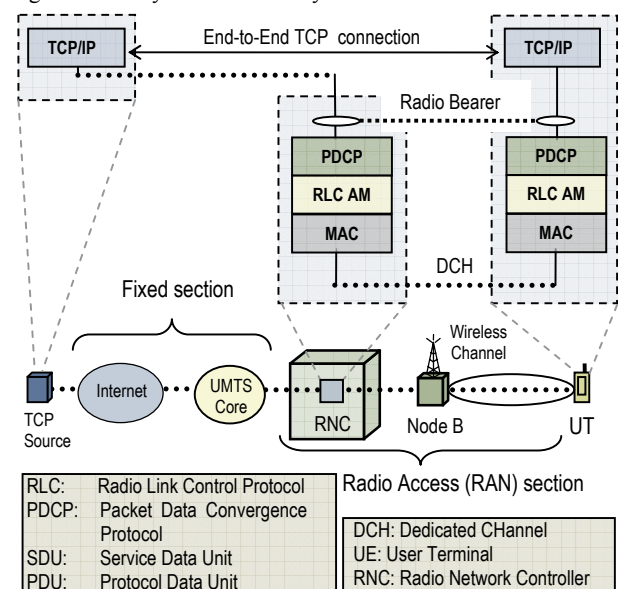 TCP/IP
End-to-End TCP connection
TCP/IP
Radio Bearer
PDCP
PDCP
RLC AM
RLC AM
MAC
MAC
DCH
Fixed section
Wireless
Channel
Internet
UMTS
Core
TCP
Source
RNC
Node B
UT
Radio Access (RAN) section
RLC: Radio Link Control Protocol
PDCP: Packet Data Convergence
Protocol
SDU: Service Data Unit
PDU: Protocol Data Unit
DCH: Dedicated CHannel
UE: User Terminal
RNC: Radio Network Controller